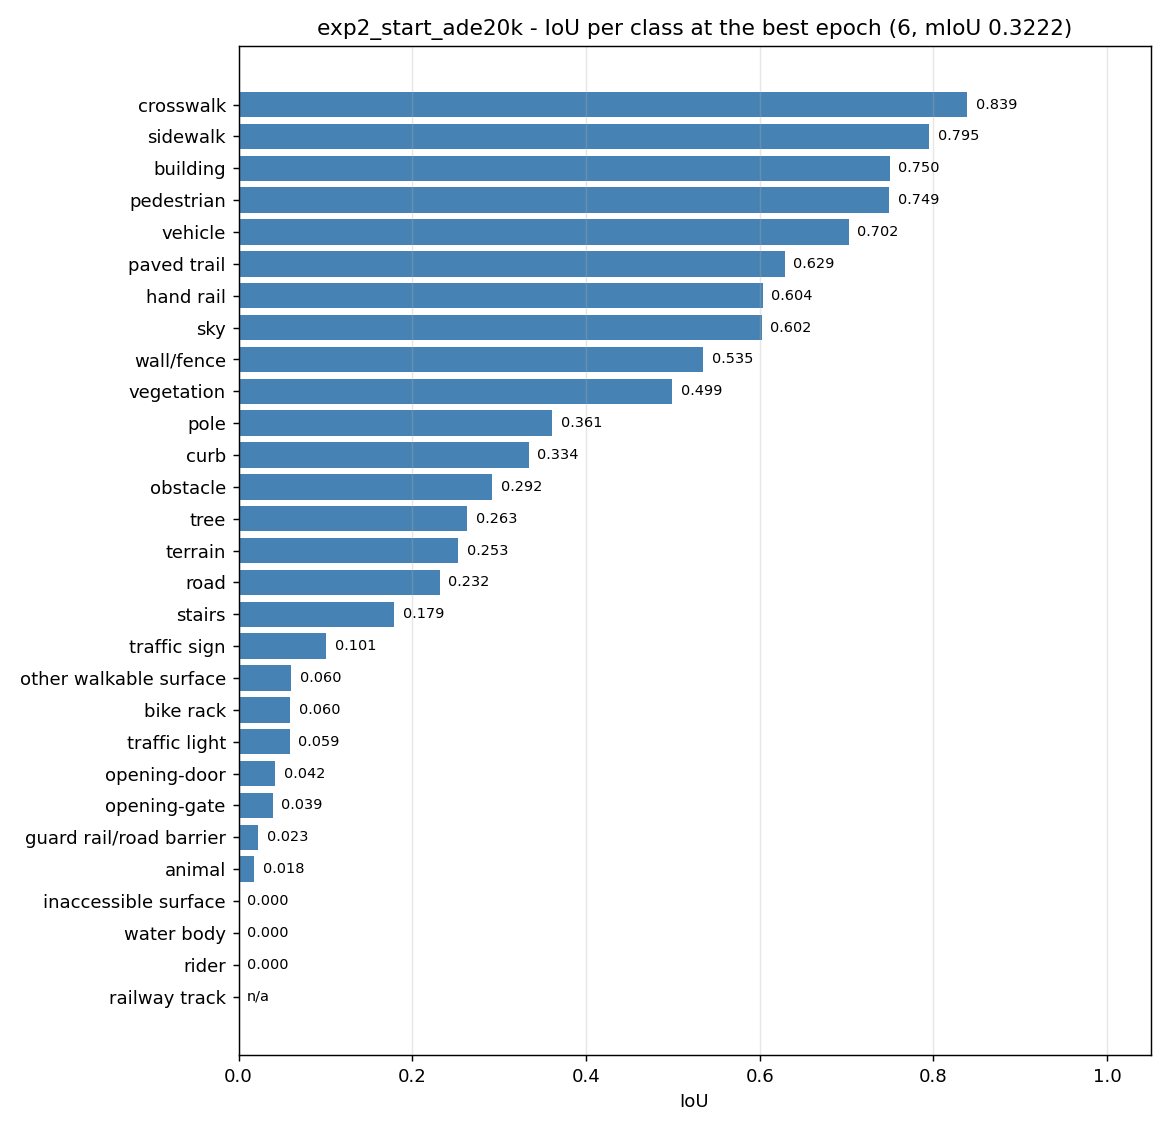 exp2_start_ade20k - IoU per class at the best epoch (6, mIoU 0.3222)
crosswalk 0.839
sidewalk 0.795
building 0.750
pedestrian 0.749
vehicle 0.702
paved trail 0.629
hand rail 0.604
sky 0.602
wall/fence 0.535
vegetation 0.499
pole 0.361
curb 0.334
obstacle 0.292
tree 0.263
terrain 0.253
road 0.232
stairs 0.179
traffic sign 0.101
other walkable surface 0.060
bike rack 0.060
traffic light 0.059
opening-door 0.042
opening-gate 0.039
guard rail/road barrier 0.023
animal 0.018
inaccessible surface 0.000
water body 0.000
rider 0.000
railway track n/a
0.0 0.2 0.4 0.6 0.8 1.0
IoU